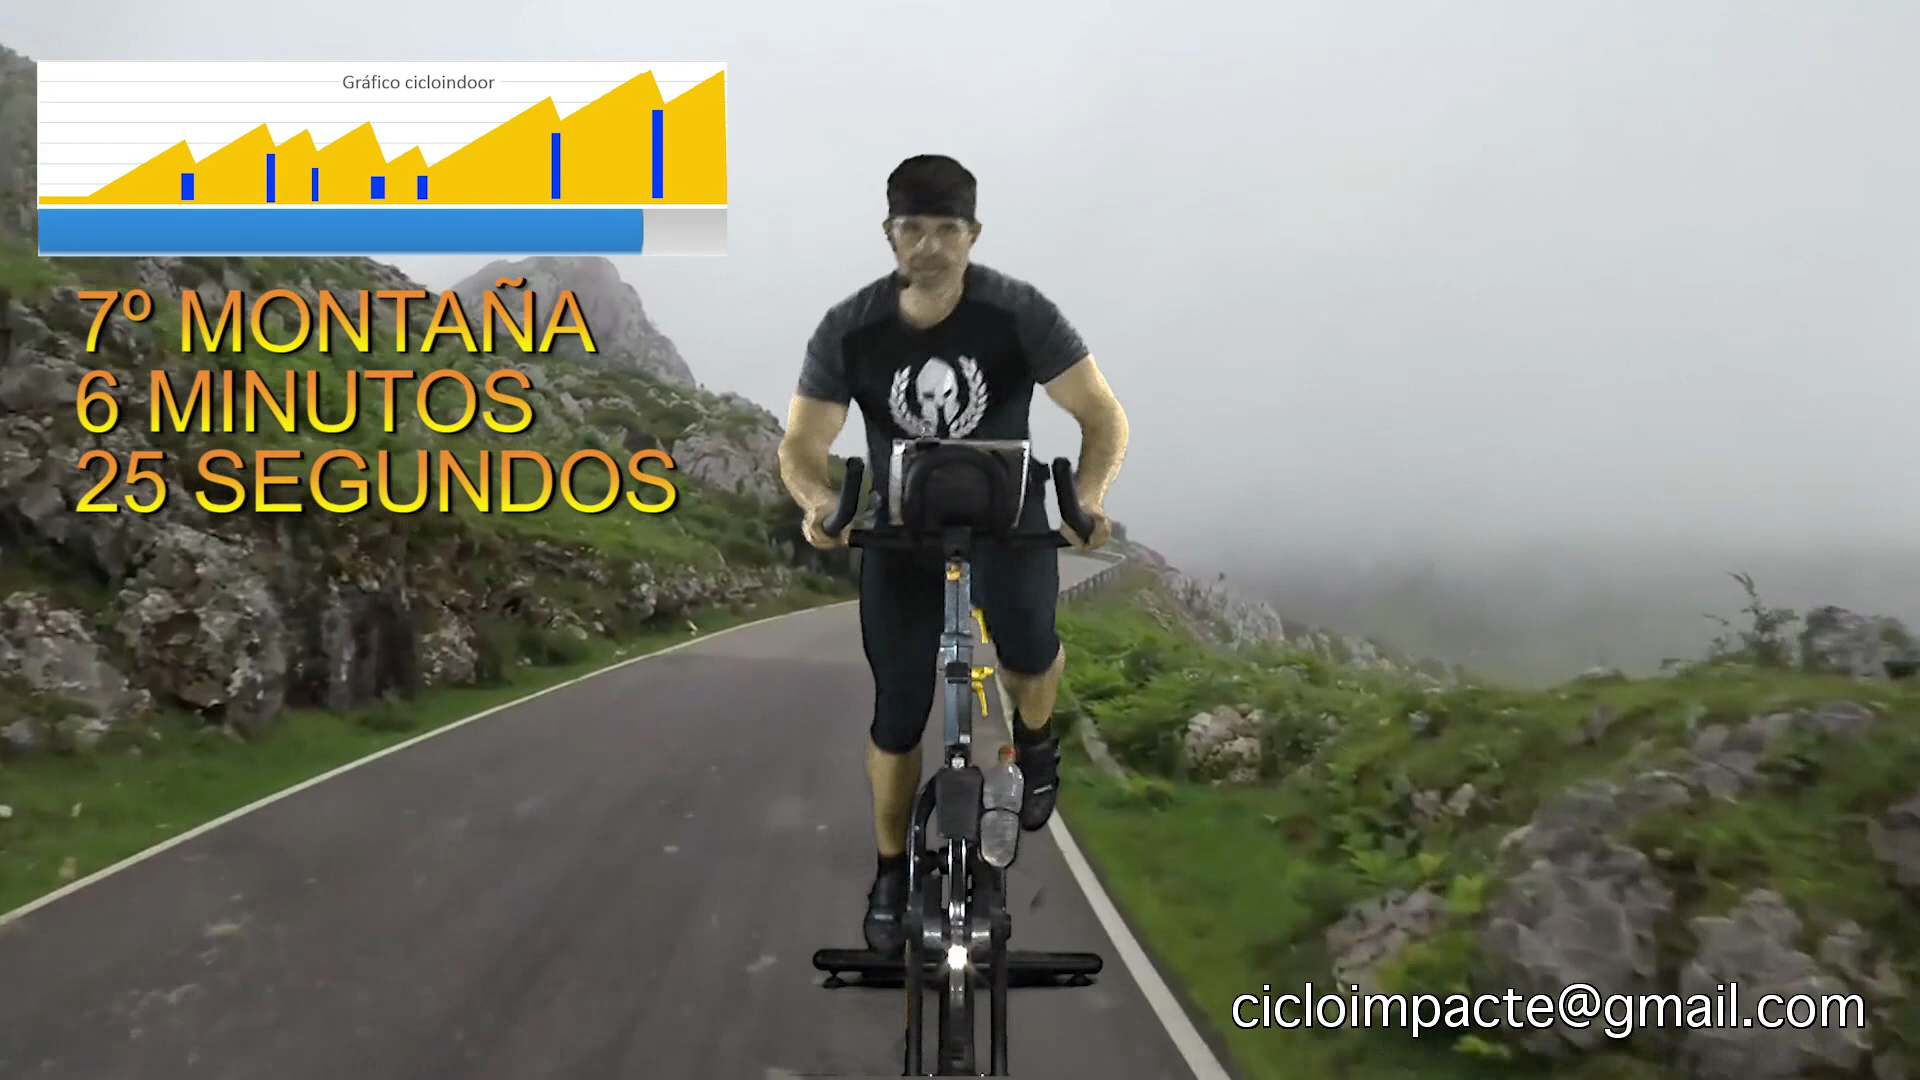 Gráfico cicloindoor
7º MONTAÑA
6 MINUTOS
25 SEGUNDOS
cicloimpacte@gmail.com